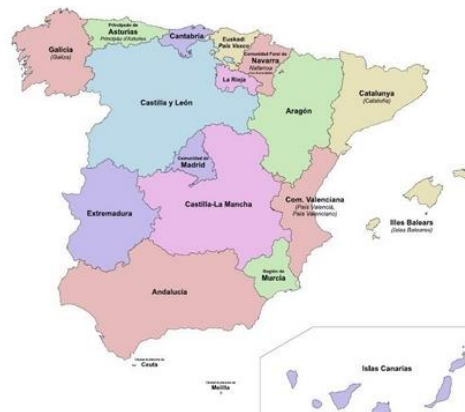 Galicia
(Galiza)
Principado de
Asturias
Principáu d'Asturies
Cantabria
Euskadi
País Vasco
Comunidad Foral de
Navarra
Nafarroa
La Rioja
Castilla y León
Aragón
Catalunya
(Cataluña)
Comunidad de
Madrid
Extremadura
Castilla-La Mancha
Com. Valenciana
(País Valencià,
País Valenciano)
Illes Balears
(Islas Baleares)
Andalucía
Región de
Murcia
Ceuta
Melilla
Islas Canarias